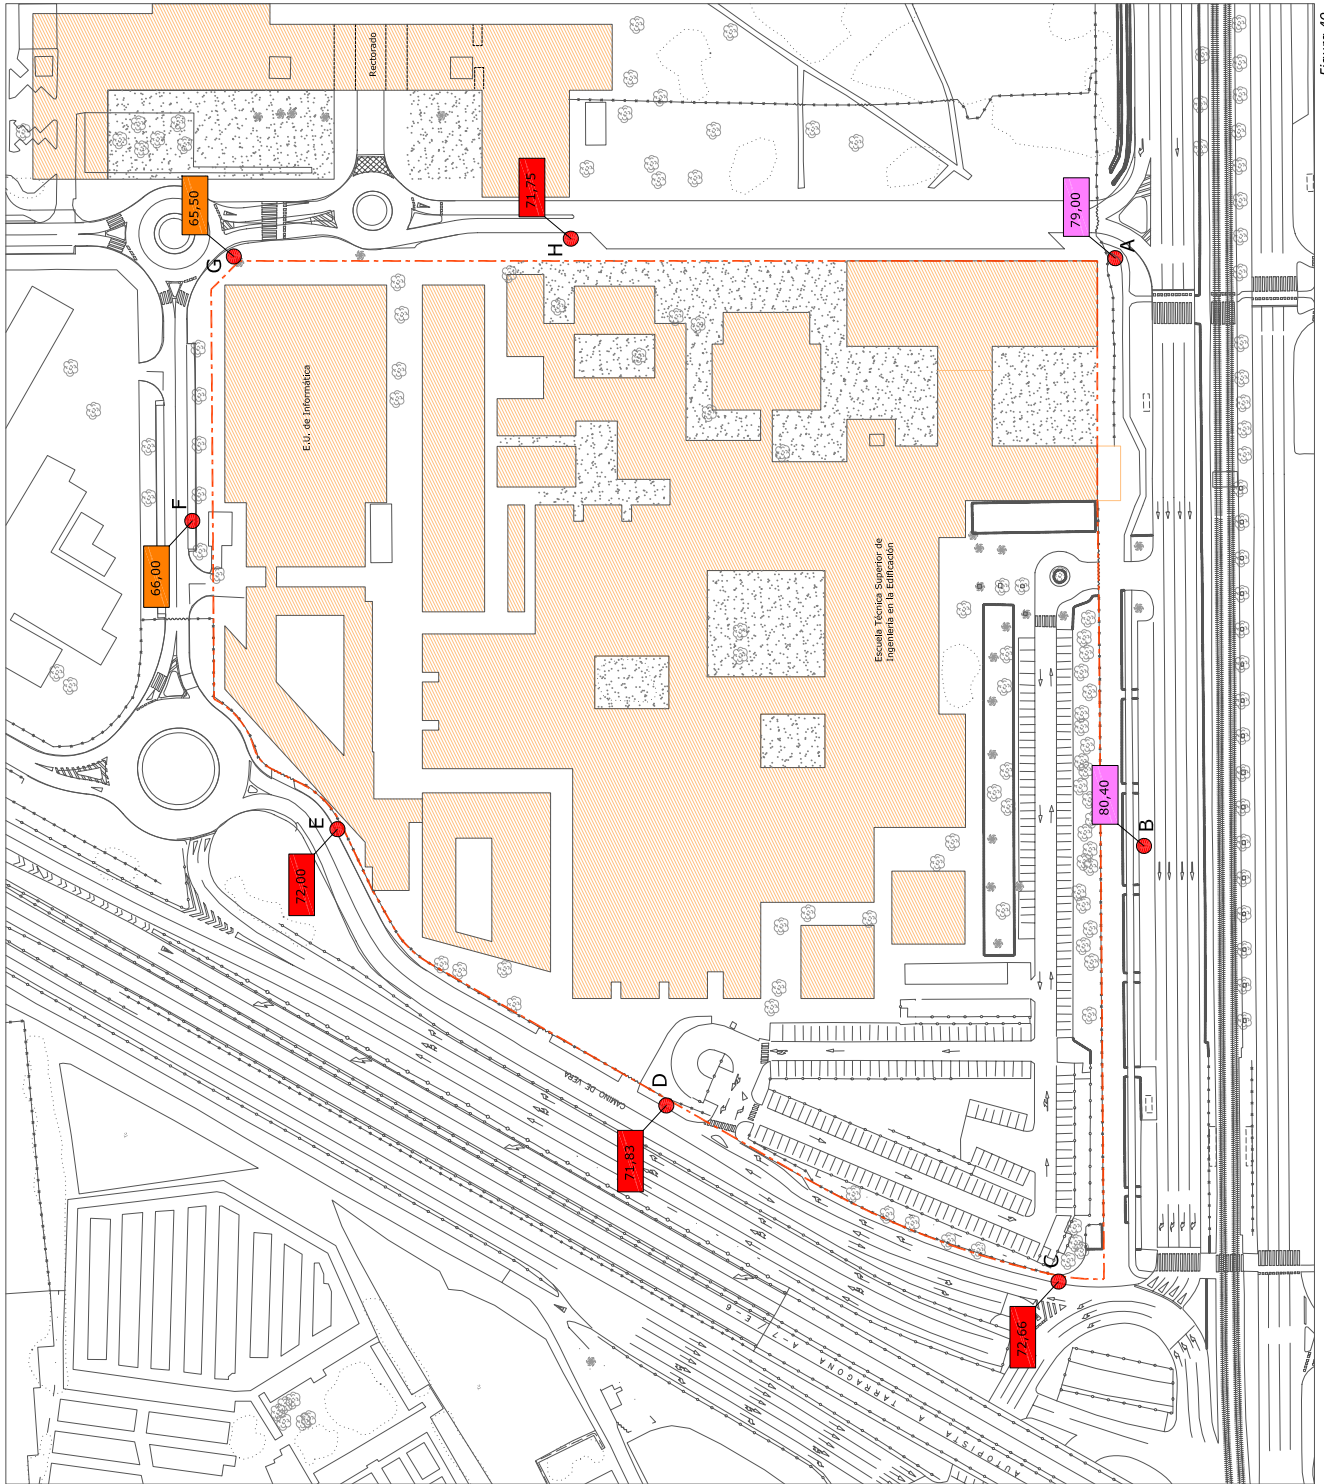 Rectorado
65,50
G
71,75
H
79,00
A
E.U. de Informática
F
66,00
Escuela Técnica Superior de
Ingeniería en la Edificación
80,40
B
E
72,00
CAMINO DE VERA
D
71,83
C
72,66
E-6
AUTOPISTA A TARRAGONA A-7